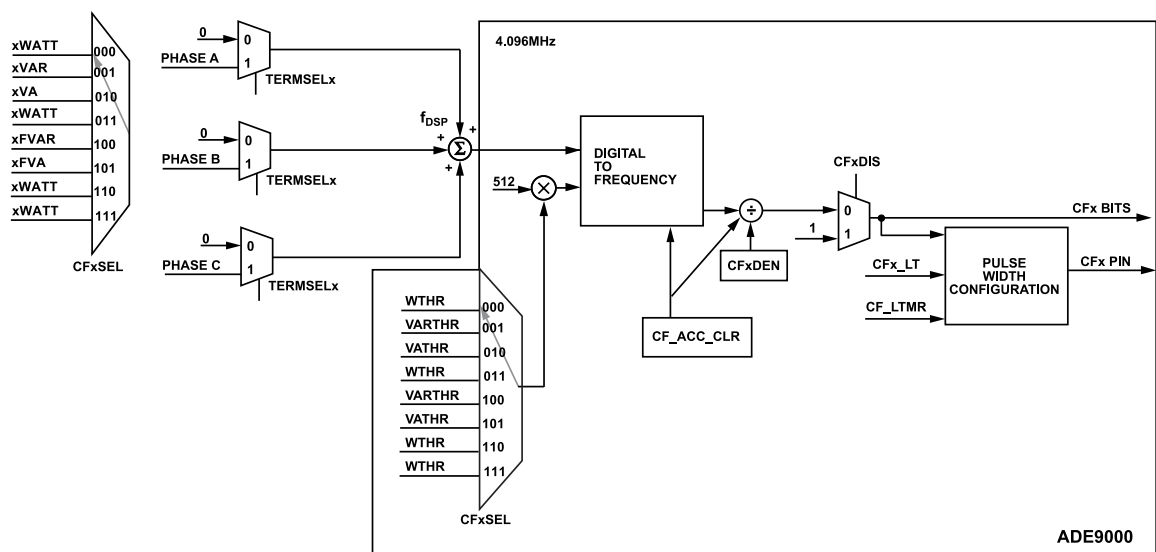 xWATT
000
xVAR
001
xVA
010
xWATT
011
xFVAR
100
xFVA
101
xWATT
110
xWATT
111
CFxSEL
0
0
PHASE A
1
TERMSELx
0
0
PHASE B
1
TERMSELx
0
0
PHASE C
1
TERMSELx
fDSP
+
+
+
+
Σ
4.096MHz
512
×
DIGITAL
TO
FREQUENCY
÷
CFxDEN
CF_ACC_CLR
CFxDIS
0
1
1
CFx BITS
CFx_LT
CF_LTMR
PULSE
WIDTH
CONFIGURATION
CFx PIN
WTHR
000
VARTHR
001
VATHR
010
WTHR
011
VARTHR
100
VATHR
101
WTHR
110
WTHR
111
CFxSEL
ADE9000